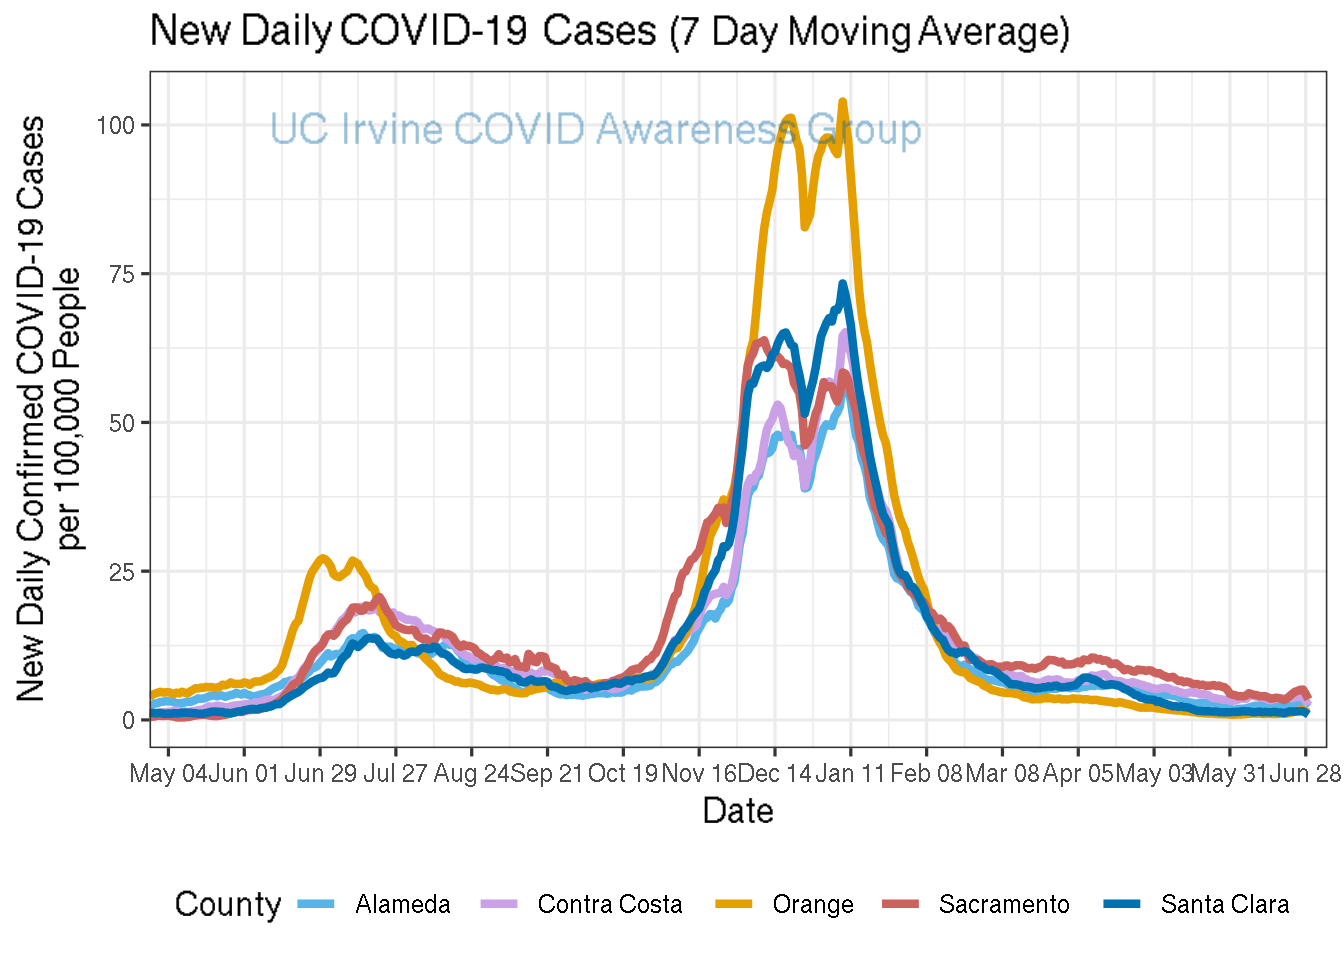 New Daily COVID-19 Cases (7 Day Moving Average)
UC Irvine COVID Awareness Group
New Daily Confirmed COVID-19 Cases
per 100,000 People
100
75
50
25
0
May 04 Jun 01 Jun 29 Jul 27 Aug 24 Sep 21 Oct 19 Nov 16 Dec 14 Jan 11 Feb 08 Mar 08 Apr 05 May 03 May 31 Jun 28
Date
County Alameda Contra Costa Orange Sacramento Santa Clara